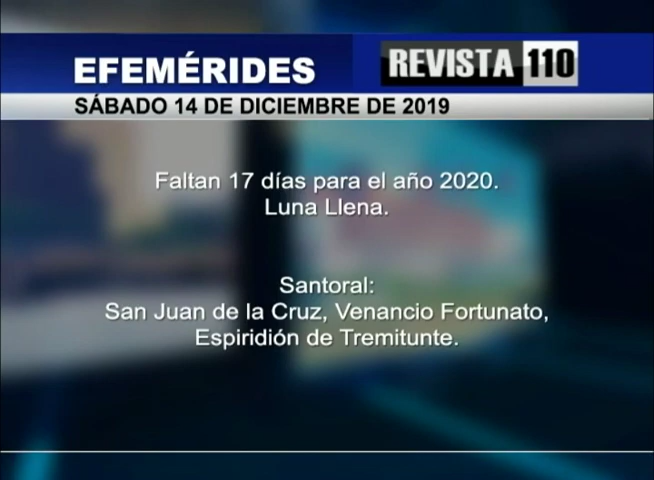 EFEMÉRIDES
REVISTA 110
SÁBADO 14 DE DICIEMBRE DE 2019
Faltan 17 días para el año 2020.
Luna Llena.
Santoral:
San Juan de la Cruz, Venancio Fortunato,
Espiridión de Tremitunte.